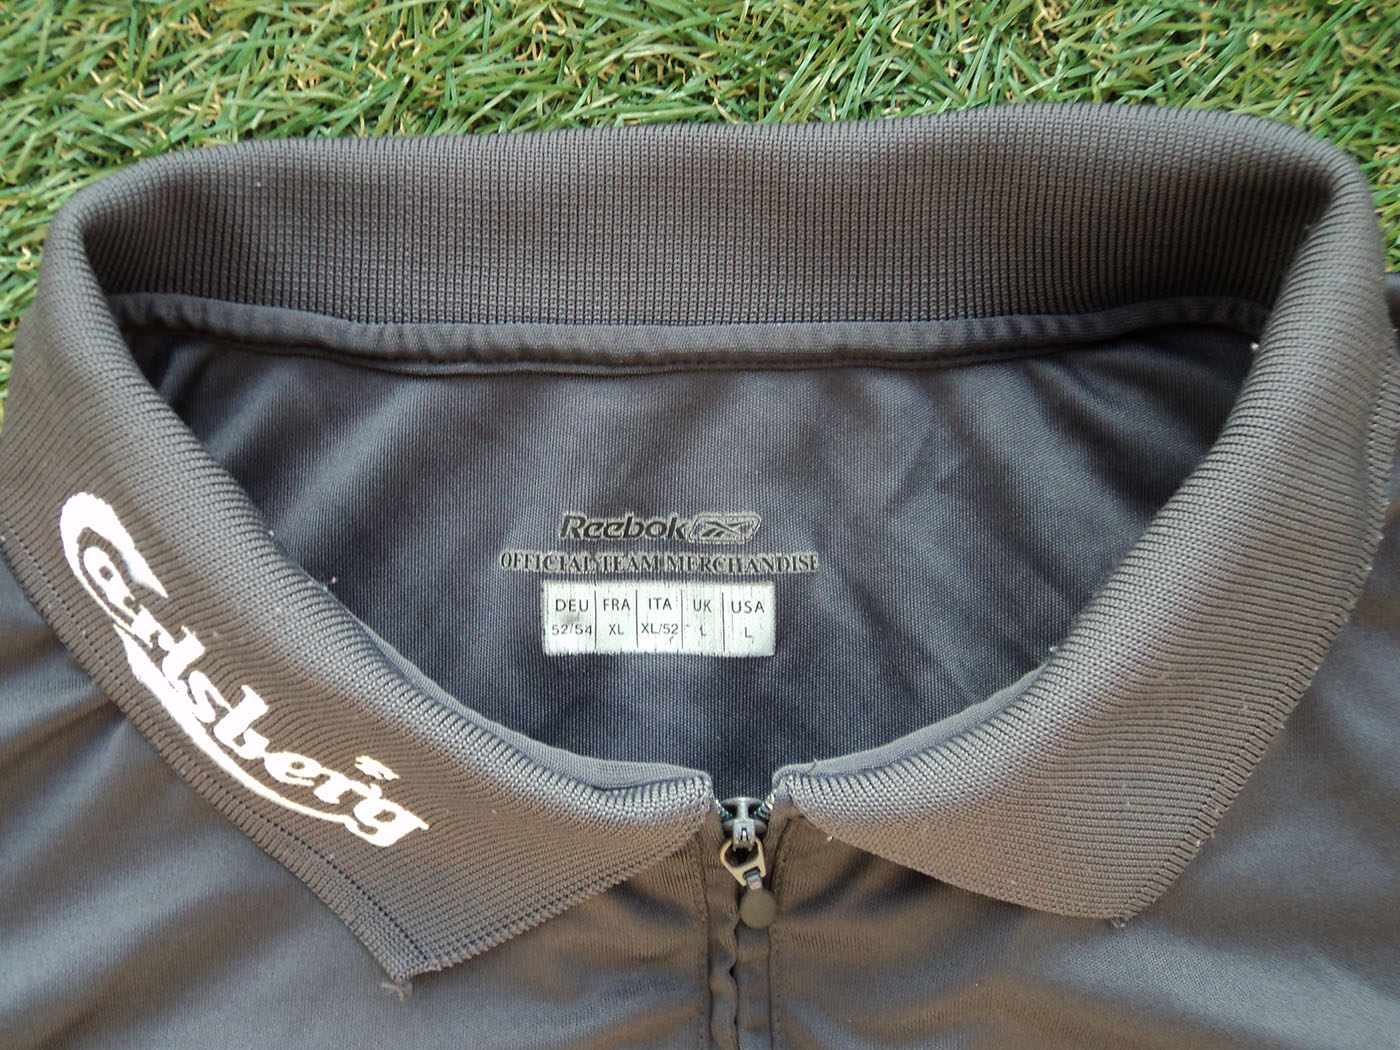 Reebok
OFFICIAL TEAM MERCHANDISE
DEU FRA ITA UK USA
52/54 XL XL/52 L L
Carlsberg